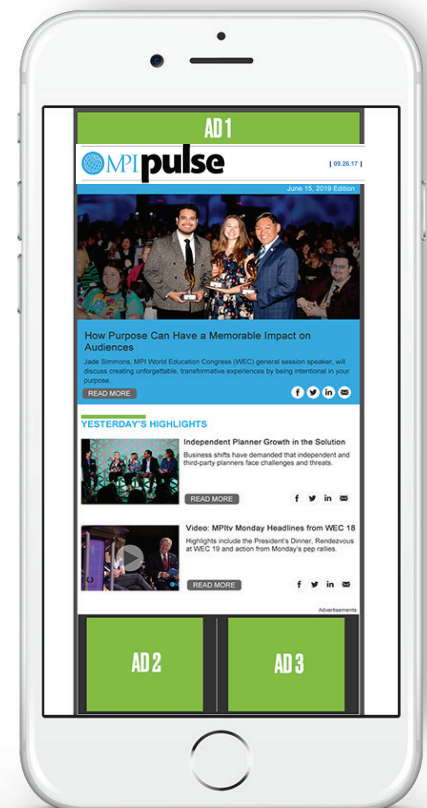 AD 1
MPI pulse
| 09.26.17 |
June 15, 2019 Edition
How Purpose Can Have a Memorable Impact on
Audiences
Jade Simmons, MPI World Education Congress (WEC) general session speaker, will
discuss creating unforgettable, transformative experiences by being intentional in your
purpose.
READ MORE
YESTERDAY'S HIGHLIGHTS
Independent Planner Growth in the Solution
Business shifts have demanded that independent and
third-party planners face challenges and threats.
READ MORE
Video: MPItv Monday Headlines from WEC 18
Highlights include the President's Dinner, Rendezvous
at WEC 19 and action from Monday's pep rallies.
READ MORE
Advertisements
AD 2
AD 3